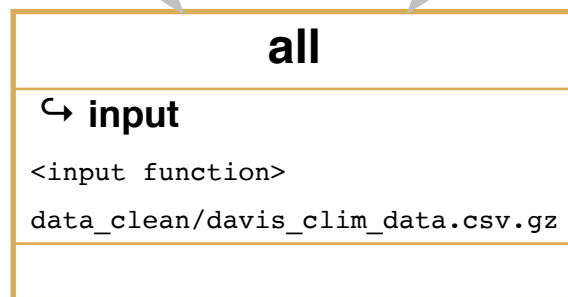 all
↪ input
<input function>
data_clean/davis_clim_data.csv.gz